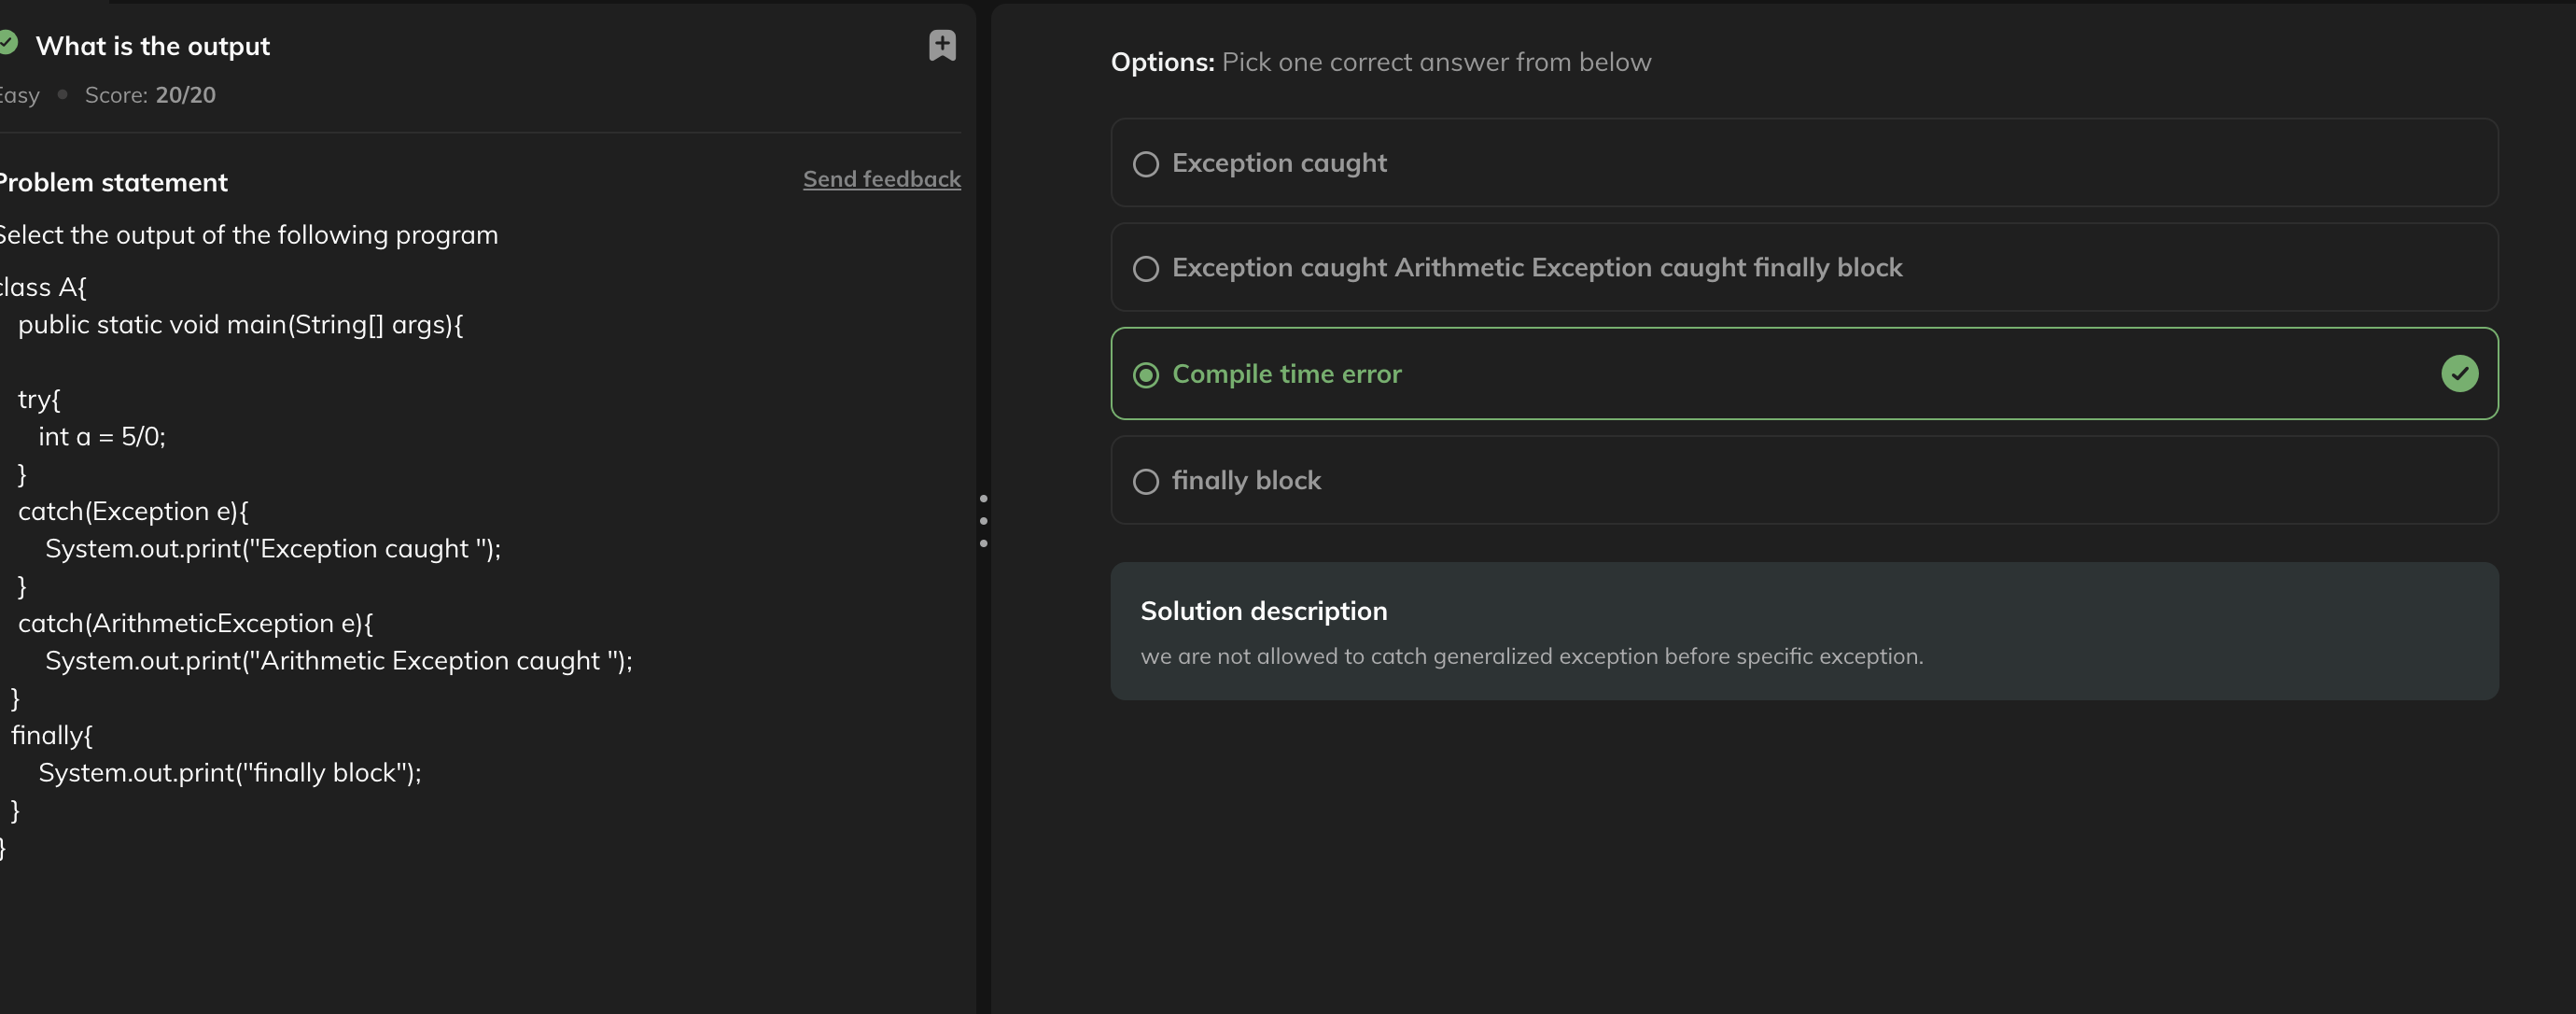 What is the output
Easy • Score: 20/20
Problem statement
Send feedback
Select the output of the following program
class A{
public static void main(String[] args){
try{
int a = 5/0;
}
catch(Exception e){
System.out.print("Exception caught ");
}
catch(ArithmeticException e){
System.out.print("Arithmetic Exception caught ");
}
finally{
System.out.print("finally block");
}
}
Options: Pick one correct answer from below
Exception caught
Exception caught Arithmetic Exception caught finally block
Compile time error
finally block
Solution description
we are not allowed to catch generalized exception before specific exception.